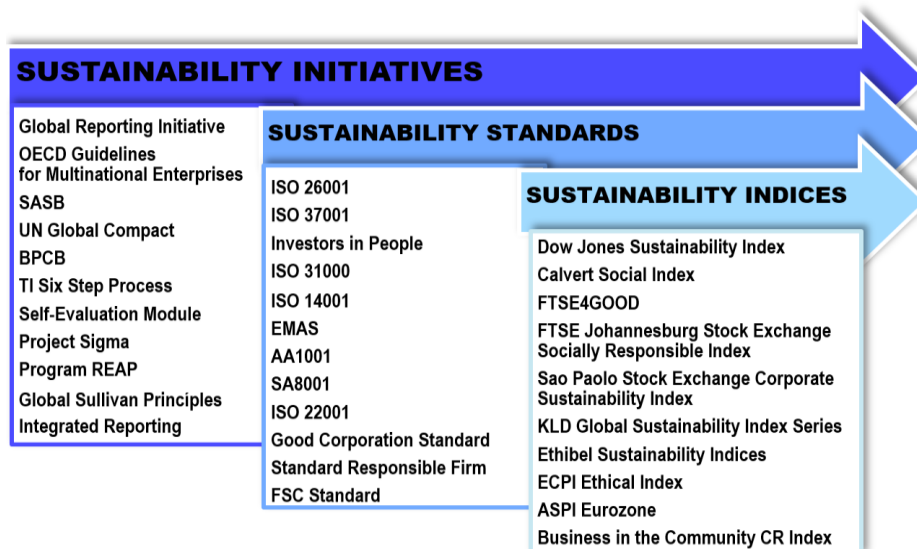 SUSTAINABILITY INITIATIVES
Global Reporting Initiative
OECD Guidelines
for Multinational Enterprises
SASB
UN Global Compact
BPCB
TI Six Step Process
Self-Evaluation Module
Project Sigma
Program REAP
Global Sullivan Principles
Integrated Reporting
SUSTAINABILITY STANDARDS
ISO 26001
ISO 37001
Investors in People
ISO 31000
ISO 14001
EMAS
AA1001
SA8001
ISO 22001
Good Corporation Standard
Standard Responsible Firm
FSC Standard
SUSTAINABILITY INDICES
Dow Jones Sustainability Index
Calvert Social Index
FTSE4GOOD
FTSE Johannesburg Stock Exchange
Socially Responsible Index
Sao Paolo Stock Exchange Corporate
Sustainability Index
KLD Global Sustainability Index Series
Ethibel Sustainability Indices
ECPI Ethical Index
ASPI Eurozone
Business in the Community CR Index